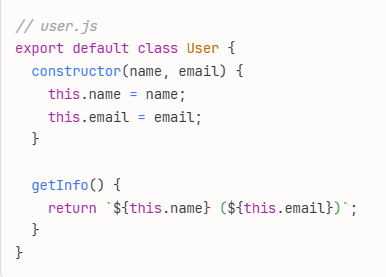 // user.js
export default class User {
  constructor(name, email) {
    this.name = name;
    this.email = email;
  }

  getInfo() {
    return `${this.name} (${this.email})`;
  }
}